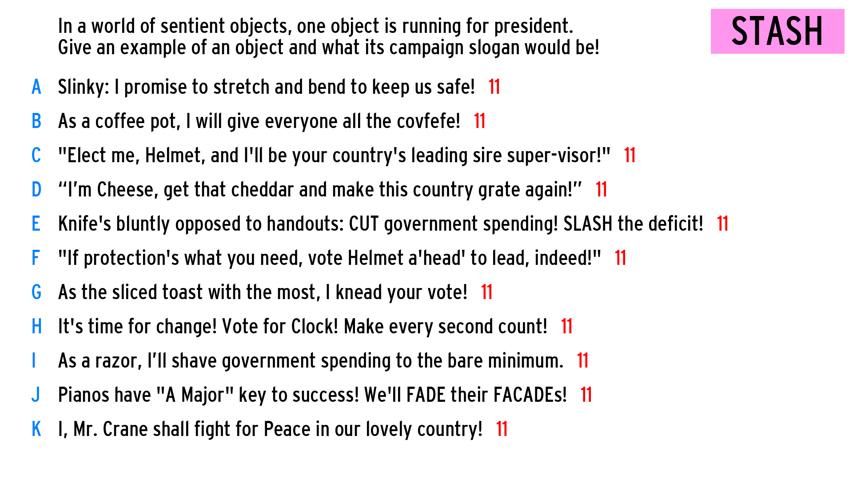 In a world of sentient objects, one object is running for president.
Give an example of an object and what its campaign slogan would be!
STASH
A Slinky: I promise to stretch and bend to keep us safe! 11
B As a coffee pot, I will give everyone all the covfefe! 11
C "Elect me, Helmet, and I'll be your country's leading sire super-visor!" 11
D “I’m Cheese, get that cheddar and make this country grate again!” 11
E Knife's bluntly opposed to handouts: CUT government spending! SLASH the deficit! 11
F "If protection's what you need, vote Helmet a'head' to lead, indeed!" 11
G As the sliced toast with the most, I knead your vote! 11
H It's time for change! Vote for Clock! Make every second count! 11
I As a razor, I’ll shave government spending to the bare minimum. 11
J Pianos have "A Major" key to success! We'll FADE their FACADEs! 11
K I, Mr. Crane shall fight for Peace in our lovely country! 11